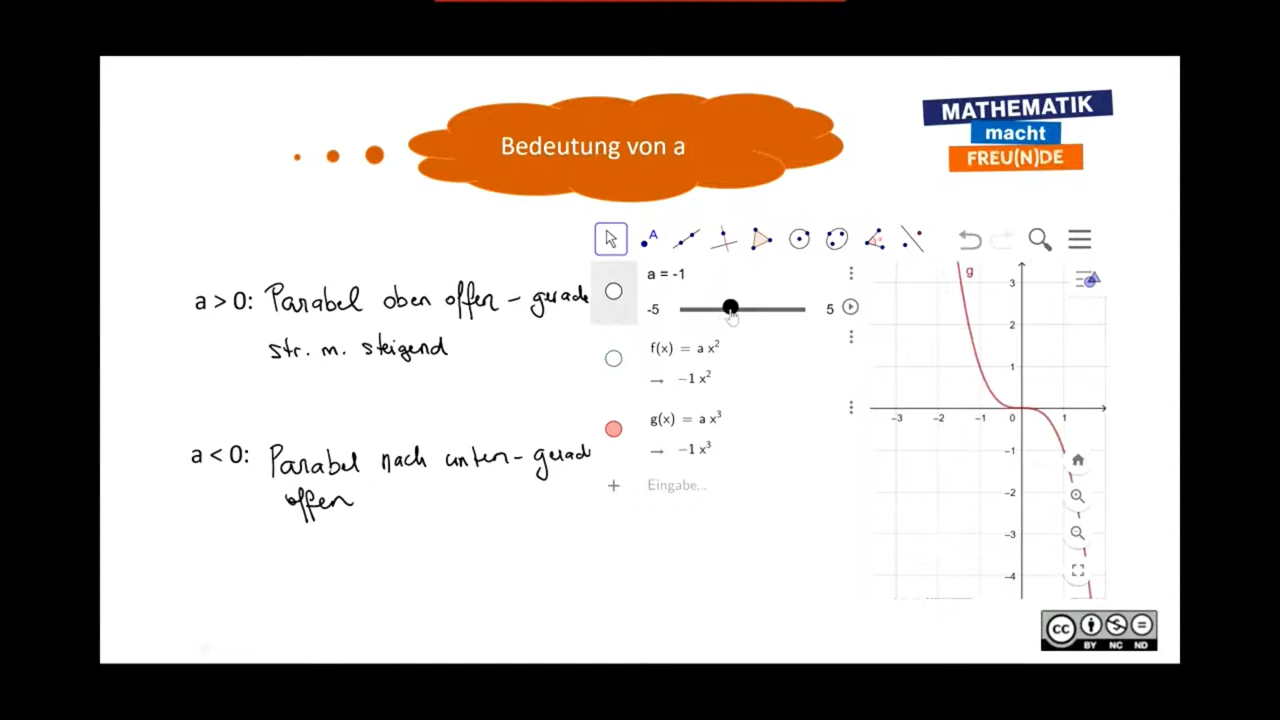 Bedeutung von a
MATHEMATIK
macht
FREU(N)DE
A
a = -1
-5
5
f(x) = a x²
→ −1 x²
g(x) = a x³
→ −1 x³
+ Eingabe...
g
3
2
1
-3 -2 -1 0 1
-1
-2
-3
-4
a > 0: Parabel oben offen – gerade
str. m. steigend
a < 0: Parabel nach unten – gerad
offen
CC BY NC ND